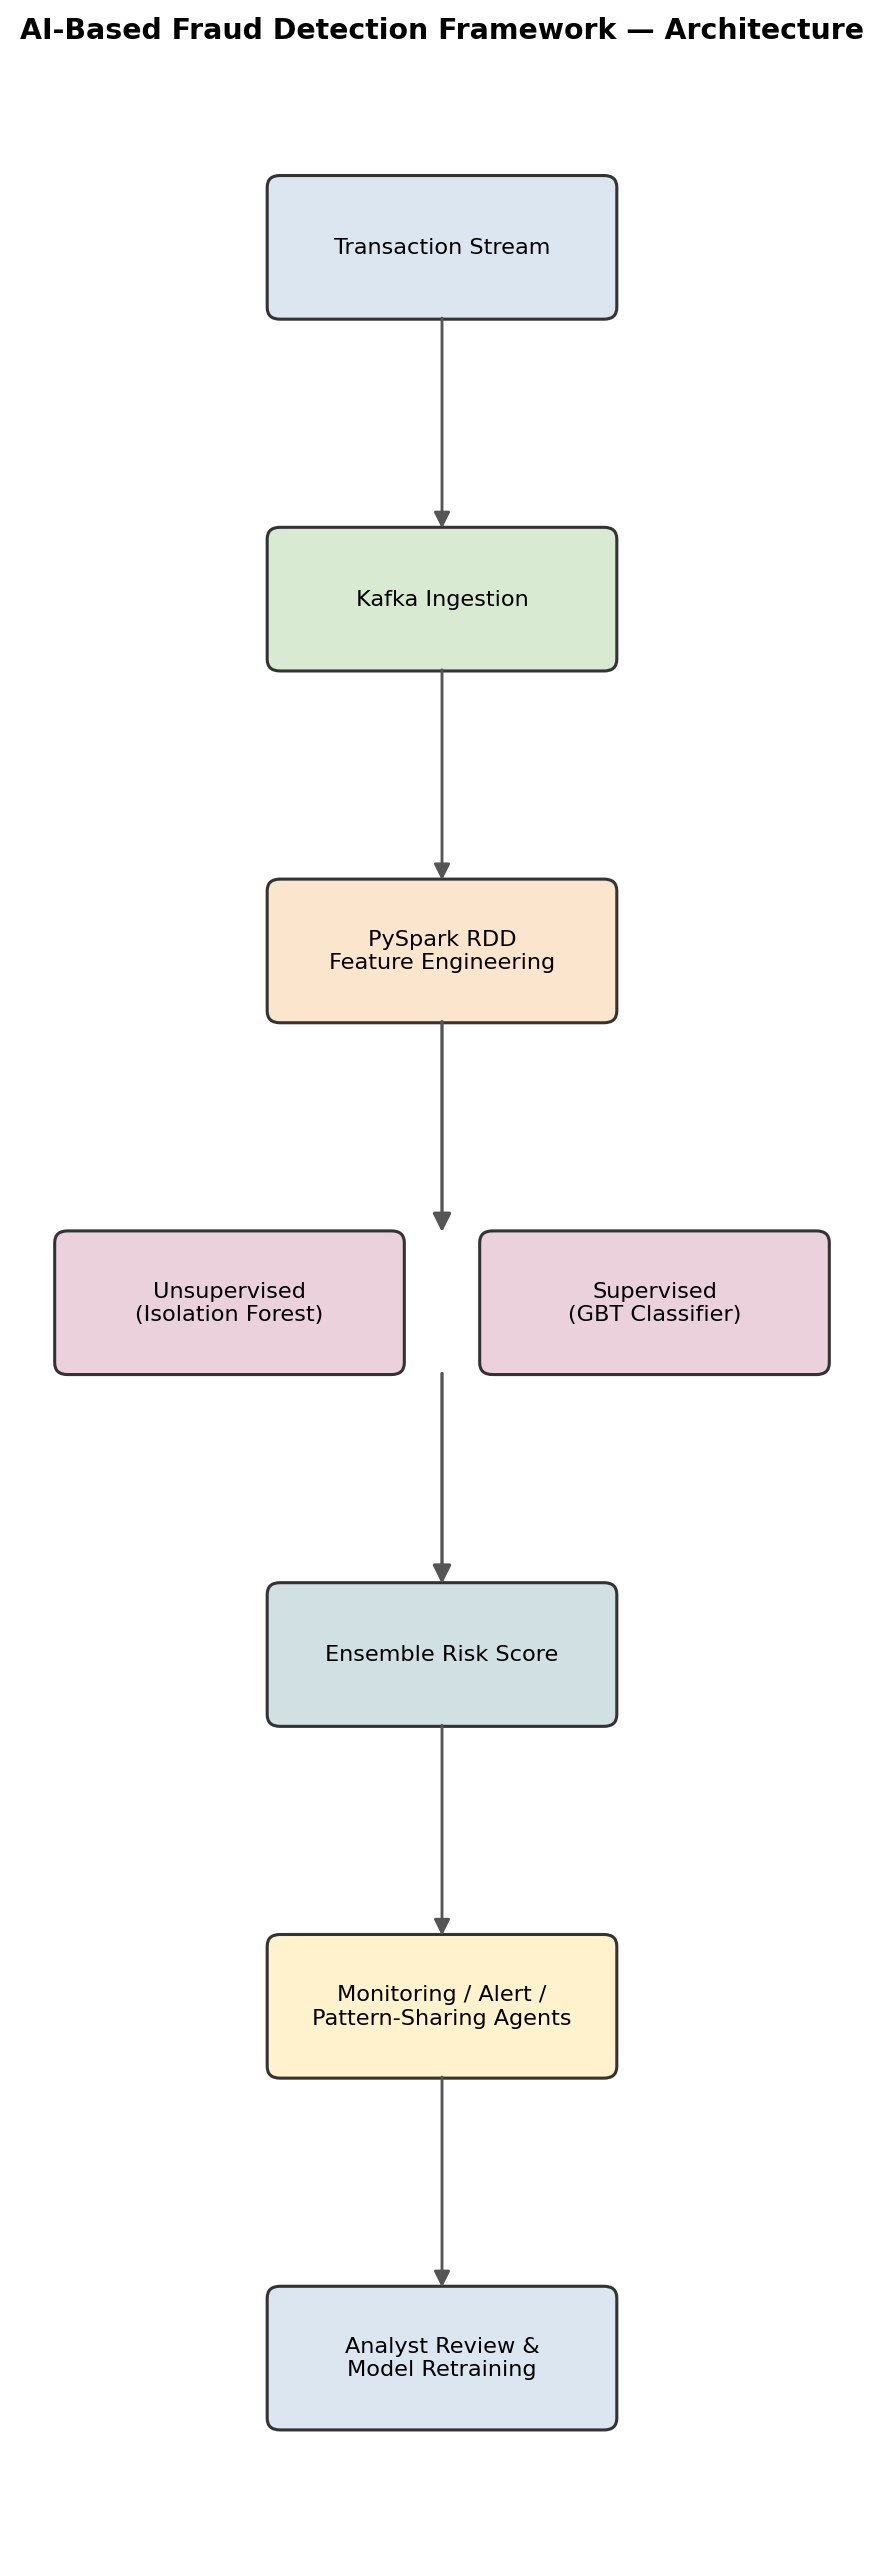 AI-Based Fraud Detection Framework — Architecture
Transaction Stream
Kafka Ingestion
PySpark RDD
Feature Engineering
Unsupervised
(Isolation Forest)
Supervised
(GBT Classifier)
Ensemble Risk Score
Monitoring / Alert /
Pattern-Sharing Agents
Analyst Review &
Model Retraining